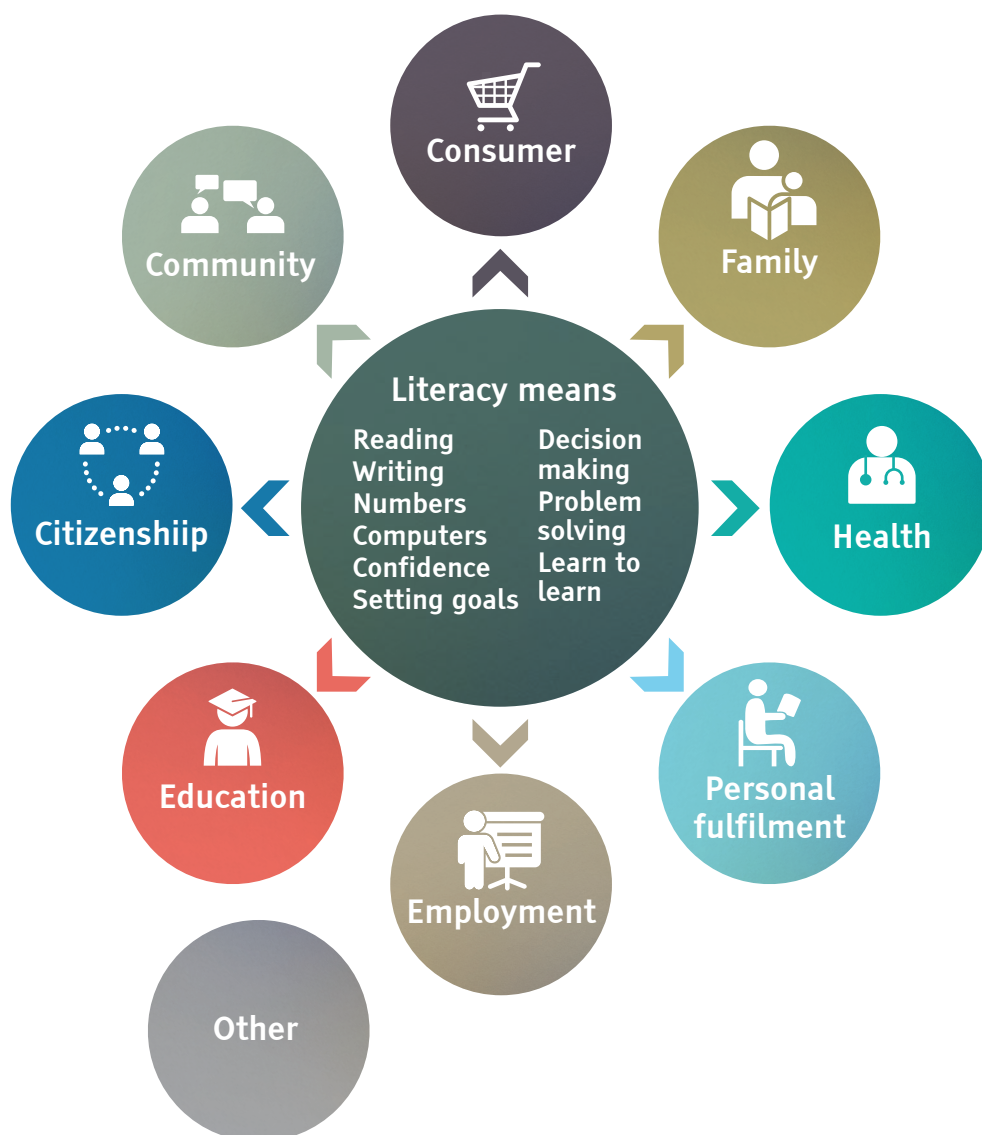 Consumer
Community
Family
Literacy means
Reading
Writing
Numbers
Computers
Confidence
Setting goals
Decision
making
Problem
solving
Learn to
learn
Citizenshiip
Health
Education
Personal
fulfilment
Employment
Other